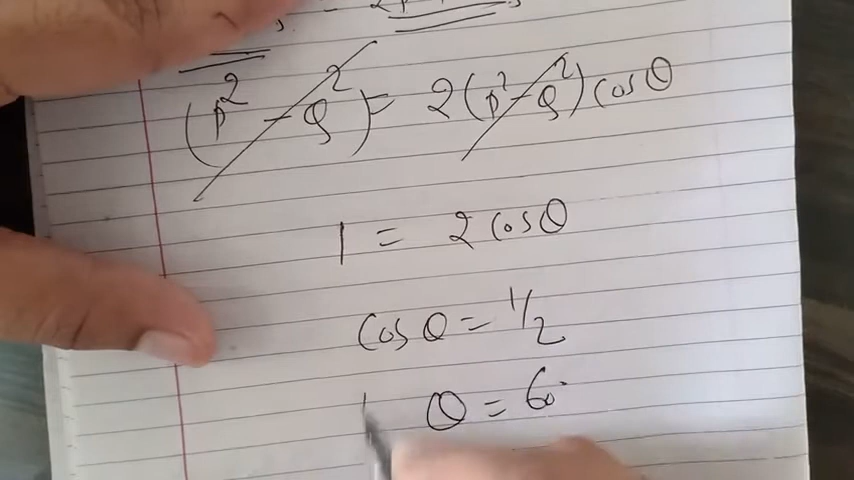 (p² - Q²) = 2(p² - Q²) cos θ
1 = 2 cos θ
cos θ = 1/2
θ = 60°